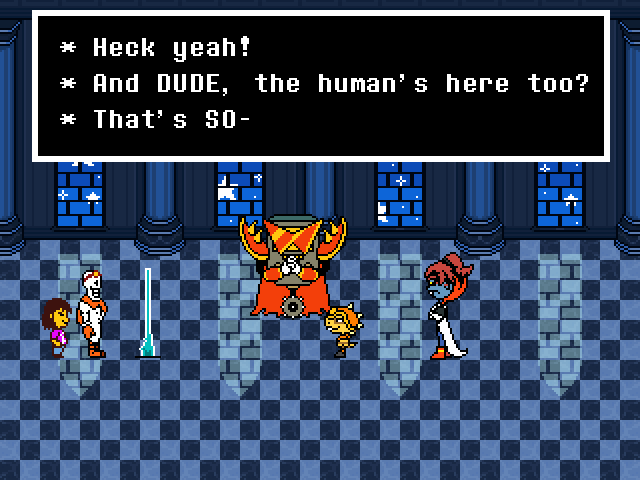 * Heck yeah!
* And DUDE, the human's here too?
* That's SO-